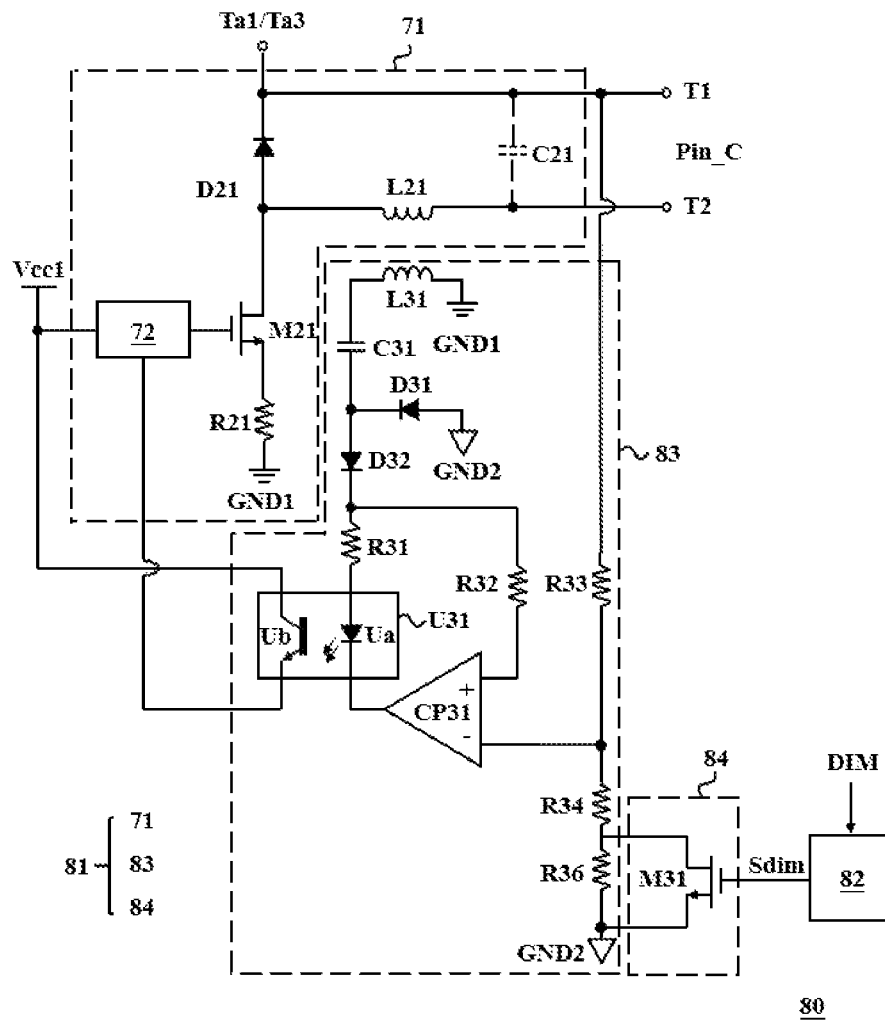 Ta1/Ta3
71
T1
C21
Pin_C
D21
L21
T2
Vcc1
L31
72
M21
GND1
C31
D31
R21
D32
GND2
83
GND1
R31
R32
R33
Ub
Ua
U31
+
CP31
-
84
DIM
R34
71
81
83
R36
M31
Sdim
82
84
GND2
80